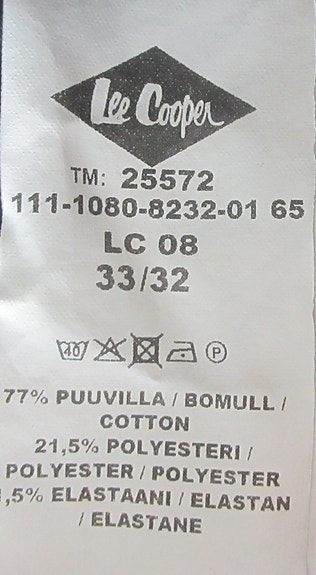 Lee Cooper
TM: 25572
111-1080-8232-01 65
LC 08
33/32
40 P
77% PUUVILLA / BOMULL /
COTTON
21,5% POLYESTERI /
POLYESTER / POLYESTER
,5% ELASTAANI / ELASTAN
/ ELASTANE